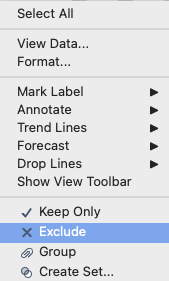 Select All
View Data...
Format...
Mark Label
Annotate
Trend Lines
Forecast
Drop Lines
Show View Toolbar
Keep Only
Exclude
Group
Create Set...